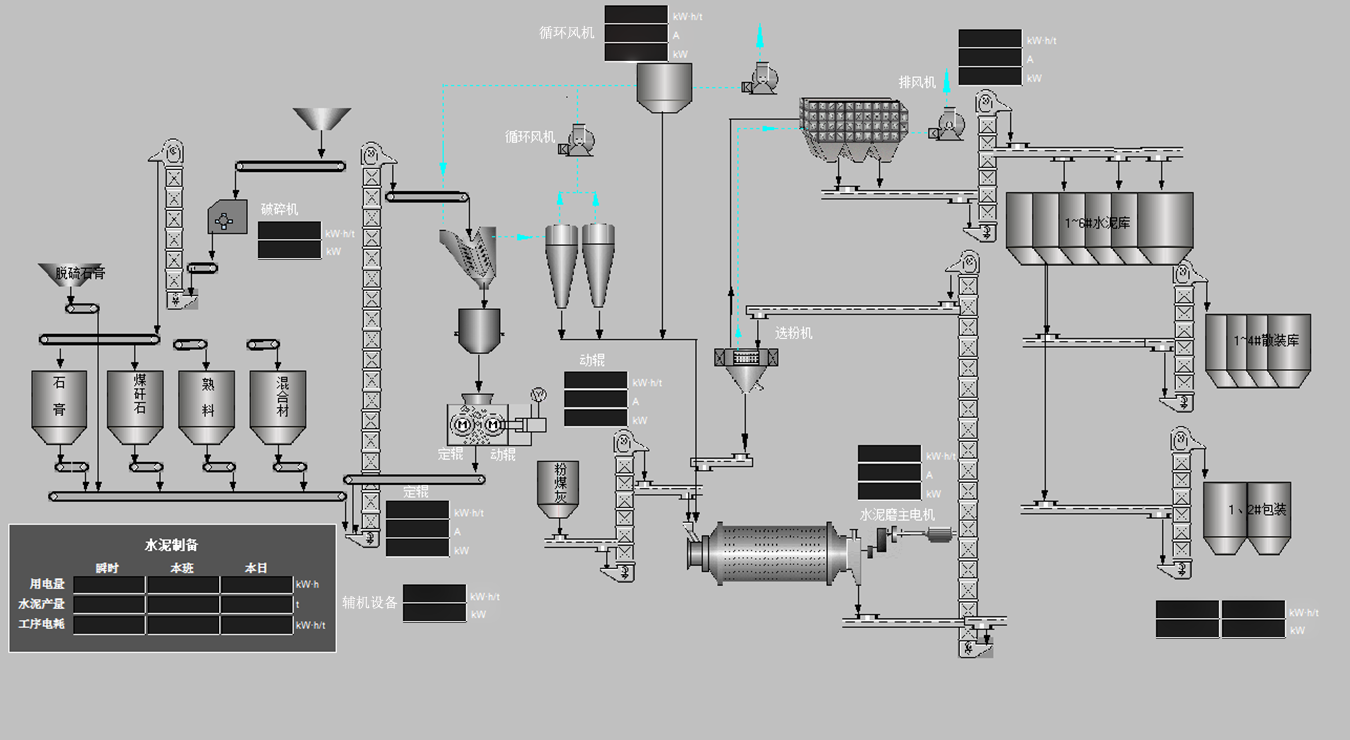 kW·h/t
循环风机
A
kW
kW·h/t
A
排风机
kW
循环风机
破碎机
kW·h/t
kW
1~6#水泥库
脱硫石膏
选粉机
1~4#散装库
动辊
kW·h/t
A
kW
石膏
煤矸石
熟料
混合材
M M M
W
定辊
动辊
粉煤灰
kW·h/t
A
kW
定辊
kW·h/t
A
kW
水泥磨主电机
1、2#包装
水泥制备
瞬时 本班 本日
用电量 kW·h
水泥产量 t
工序电耗 kW·h/t
辅机设备
kW·h/t
kW
kW·h/t
kW